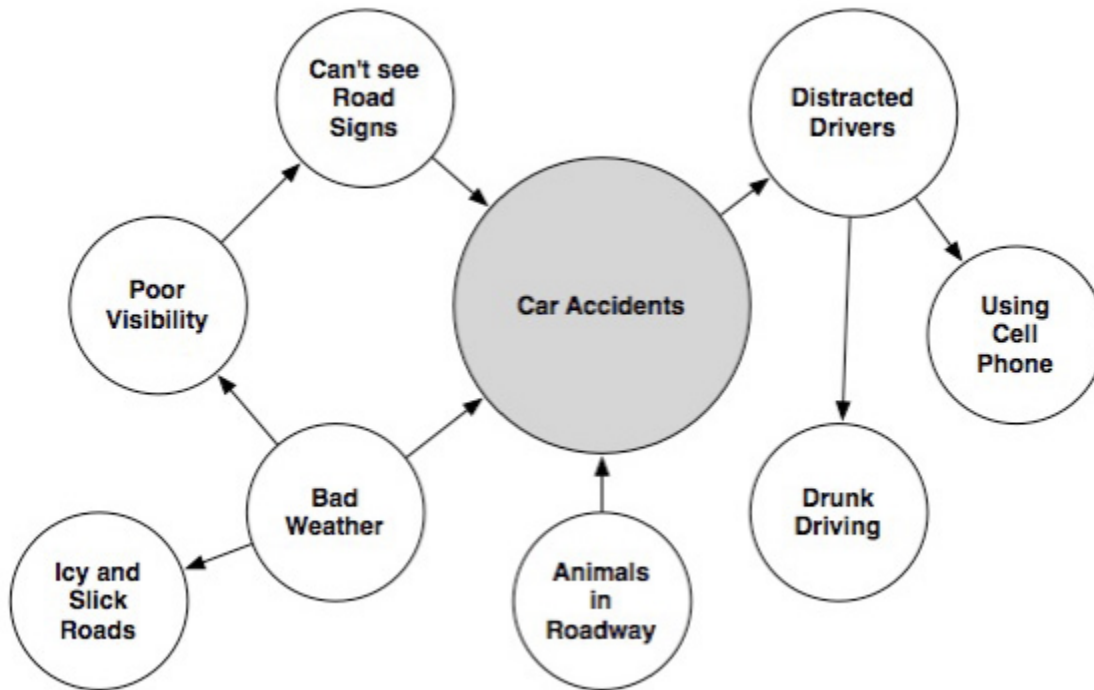 Can't see
Road
Signs
Distracted
Drivers
Poor
Visibility
Car Accidents
Using
Cell
Phone
Bad
Weather
Drunk
Driving
Icy and
Slick
Roads
Animals
in
Roadway